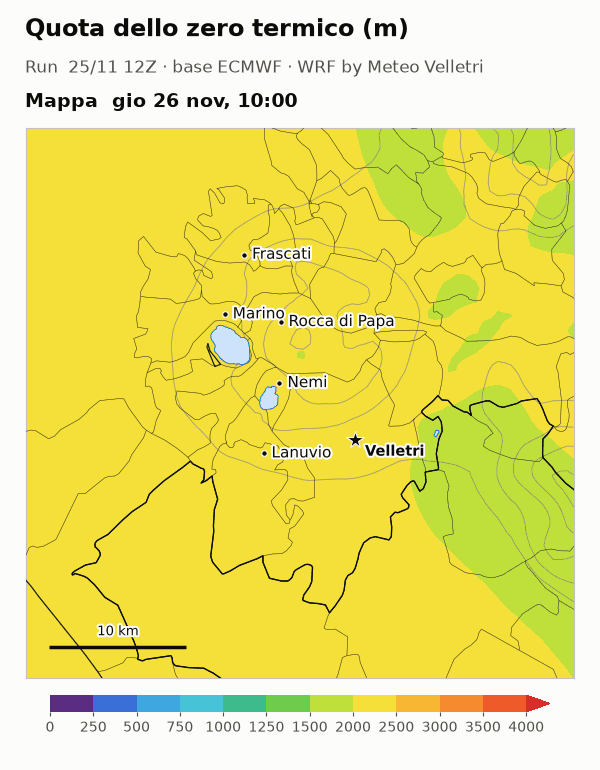 Quota dello zero termico (m)
Run  25/11 12Z · base ECMWF · WRF by Meteo Velletri
Mappa  gio 26 nov, 10:00
Frascati
Marino
Rocca di Papa
Nemi
Velletri
Lanuvio
10 km
0 250 500 750 1000 1250 1500 2000 2500 3000 3500 4000